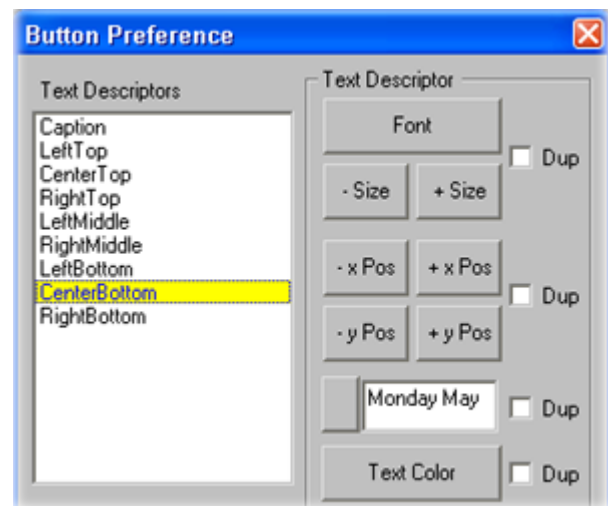 Button Preference
Text Descriptors
Caption
LeftTop
CenterTop
RightTop
LeftMiddle
RightMiddle
LeftBottom
CenterBottom
RightBottom
Text Descriptor
Font
Dup
- Size + Size
- x Pos + x Pos
Dup
- y Pos + y Pos
Monday May Dup
Text Color Dup